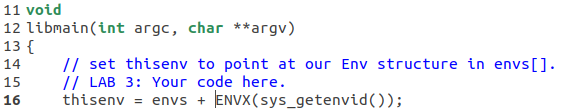 11 void
12 libmain(int argc, char **argv)
13 {
14     // set thisenv to point at our Env structure in envs[].
15     // LAB 3: Your code here.
16     thisenv = envs + ENVX(sys_getenvid());